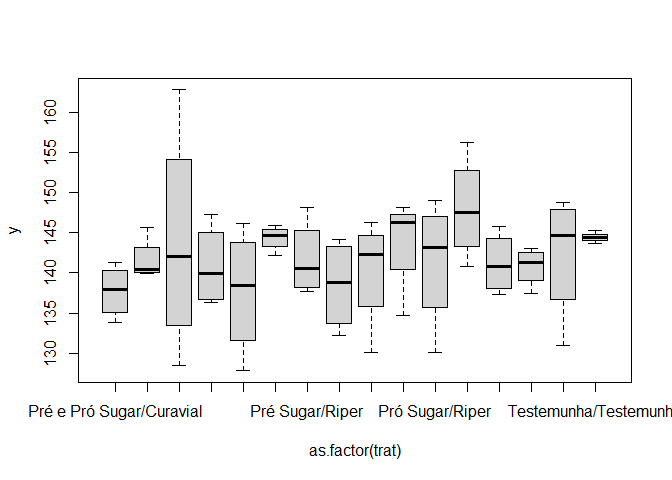 160
155
150
145
140
135
130
y
Pré e Pró Sugar/Curavial Pré Sugar/Riper Pró Sugar/Riper Testemunha/Testemunh
as.factor(trat)